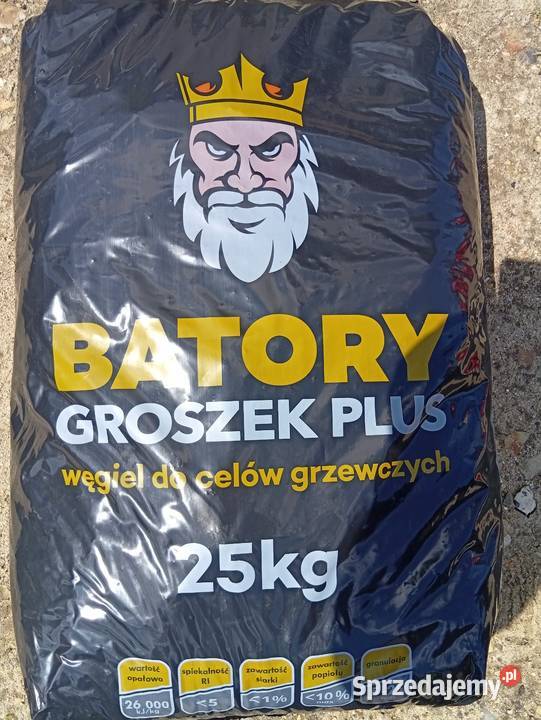 BATORY
GROSZEK PLUS
węgiel do celów grzewczych
25kg
wartość opałowa
26.000 kJ/kg
spiekalność RI
<5
zawartość siarki
<1%
zawartość popiołu
<10% max
granulacja
Sprzedajemy.pl